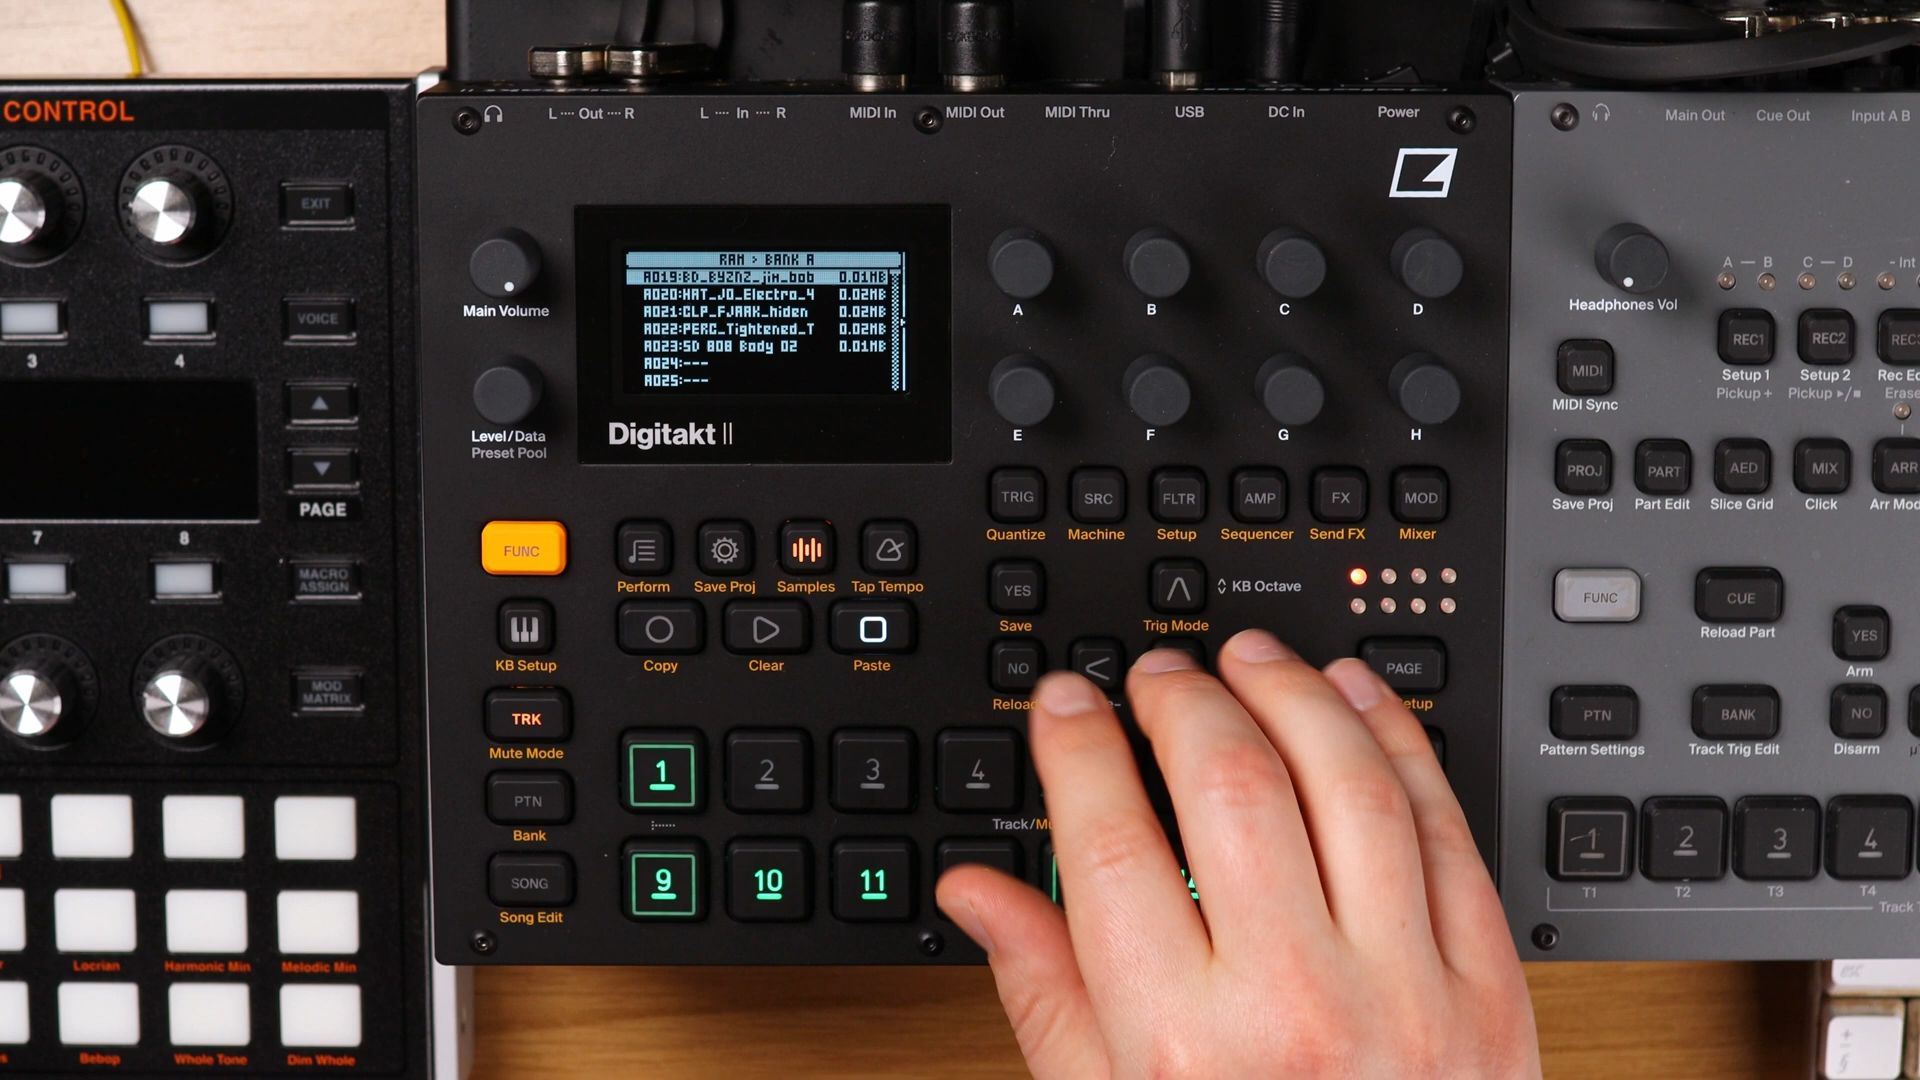 CONTROL
EXIT
VOICE
3
4
PAGE
7
8
MACRO ASSIGN
MOD MATRIX
Locrian
Harmonic Min
Melodic Min
Bebop
Whole Tone
Dim Whole
L Out R
L In R
MIDI In
MIDI Out
MIDI Thru
USB
DC In
Power
Main Volume
Level/Data
Preset Pool
RAM > BANK A
A019:BD_BYZNZ_jim_bob 0.01MB
A020:HAT_JO_Electro_4 0.02MB
A021:CLP_FJAAK_hiden 0.02MB
A022:PERC_Tightened_T 0.02MB
A023:SD 808 Body 02 0.01MB
A024:---
A025:---
Digitakt II
A
B
C
D
E
F
G
H
TRIG
SRC
FLTR
AMP
FX
MOD
Quantize
Machine
Setup
Sequencer
Send FX
Mixer
FUNC
Perform
Save Proj
Samples
Tap Tempo
YES
Save
KB Octave
Trig Mode
KB Setup
Copy
Clear
Paste
NO
PAGE
TRK
Mute Mode
1
2
3
4
PTN
Bank
Track/
9
10
11
SONG
Song Edit
Main Out
Cue Out
Input A B
Headphones Vol
A — B
C — D
- Int
MIDI
MIDI Sync
REC1
REC2
Setup 1
Setup 2
Pickup +
Pickup
PROJ
PART
AED
MIX
Save Proj
Part Edit
Slice Grid
Click
FUNC
CUE
Reload Part
YES
Arm
PTN
BANK
NO
Pattern Settings
Track Trig Edit
Disarm
1
2
3
4
T1
T2
T3
T4
Track